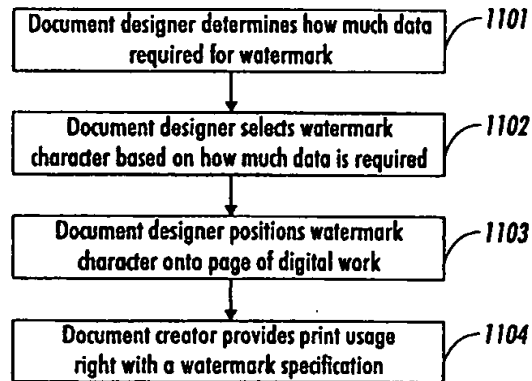 Document designer determines how much data
required for watermark
1101
Document designer selects watermark
character based on how much data is required
1102
Document designer positions watermark
character onto page of digital work
1103
Document creator provides print usage
right with a watermark specification
1104